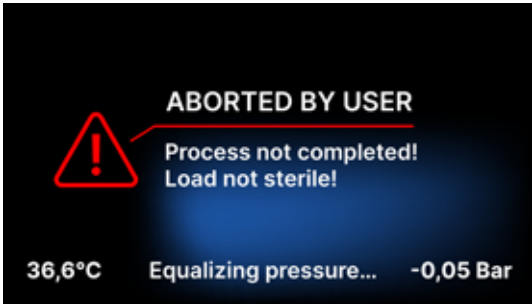 ABORTED BY USER
Process not completed!
Load not sterile!
36,6°C Equalizing pressure... -0,05 Bar